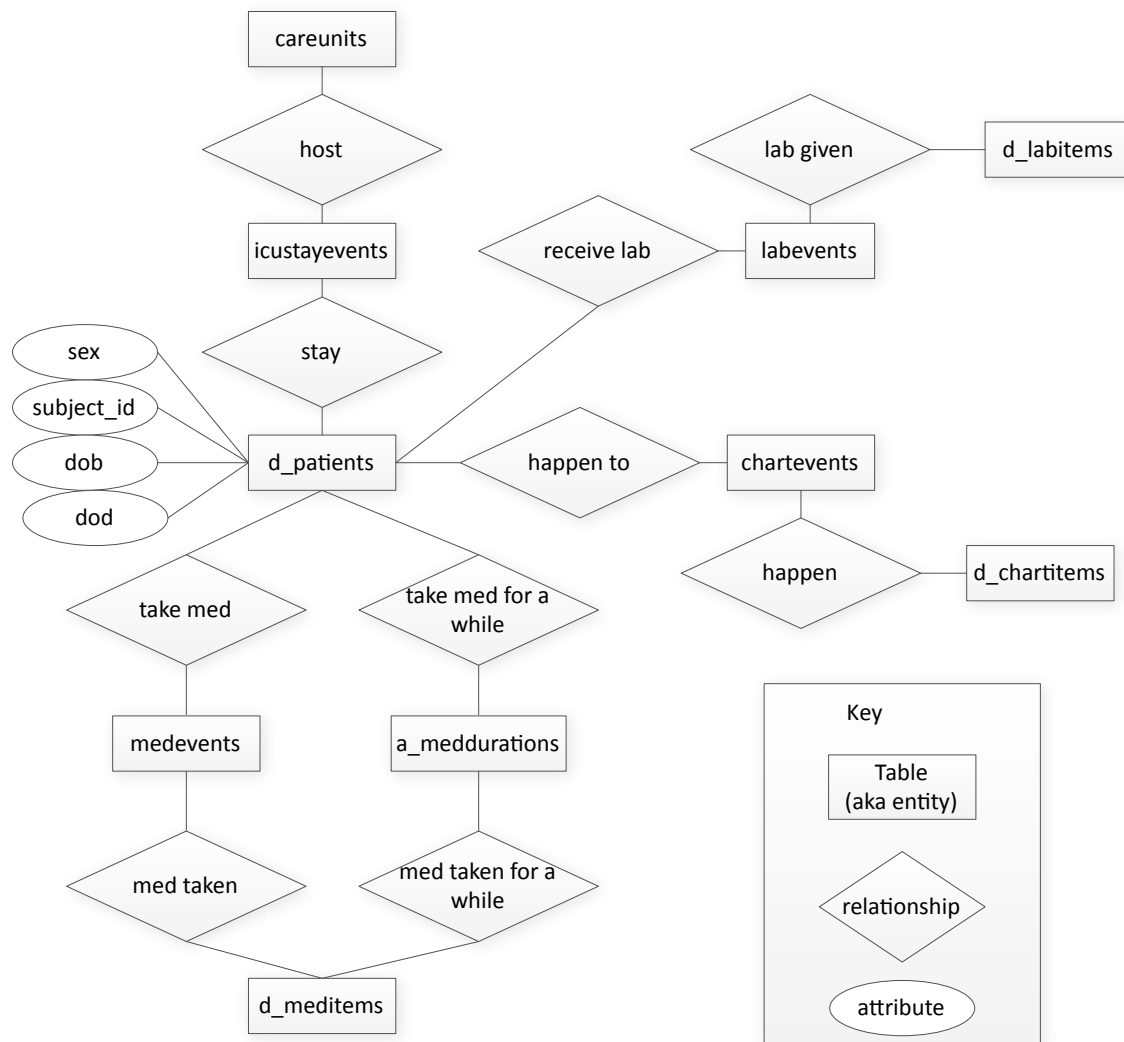 careunits
host
lab given
d_labitems
icustayevents
receive lab
labevents
sex
stay
subject_id
dob
d_patients
happen to
chartevents
dod
happen
d_chartitems
take med
take med for a
while
Key
medevents
a_meddurations
Table
(aka entity)
med taken
med taken for a
while
relationship
d_meditems
attribute